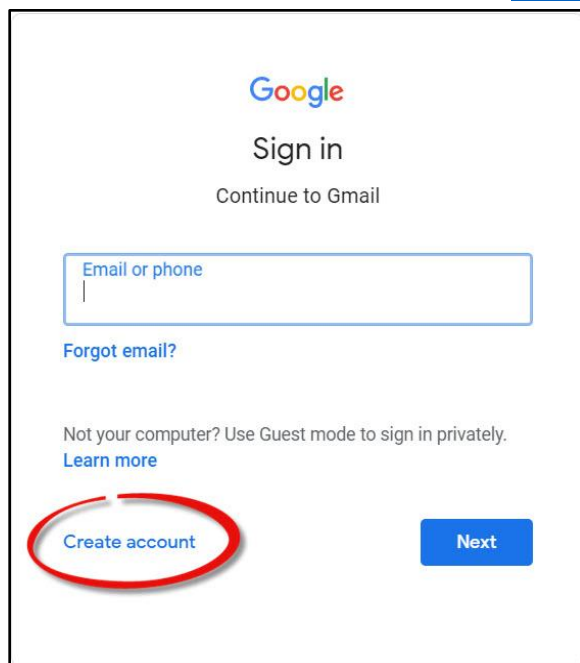 Google
Sign in
Continue to Gmail
Email or phone
Forgot email?
Not your computer? Use Guest mode to sign in privately.
Learn more
Create account
Next